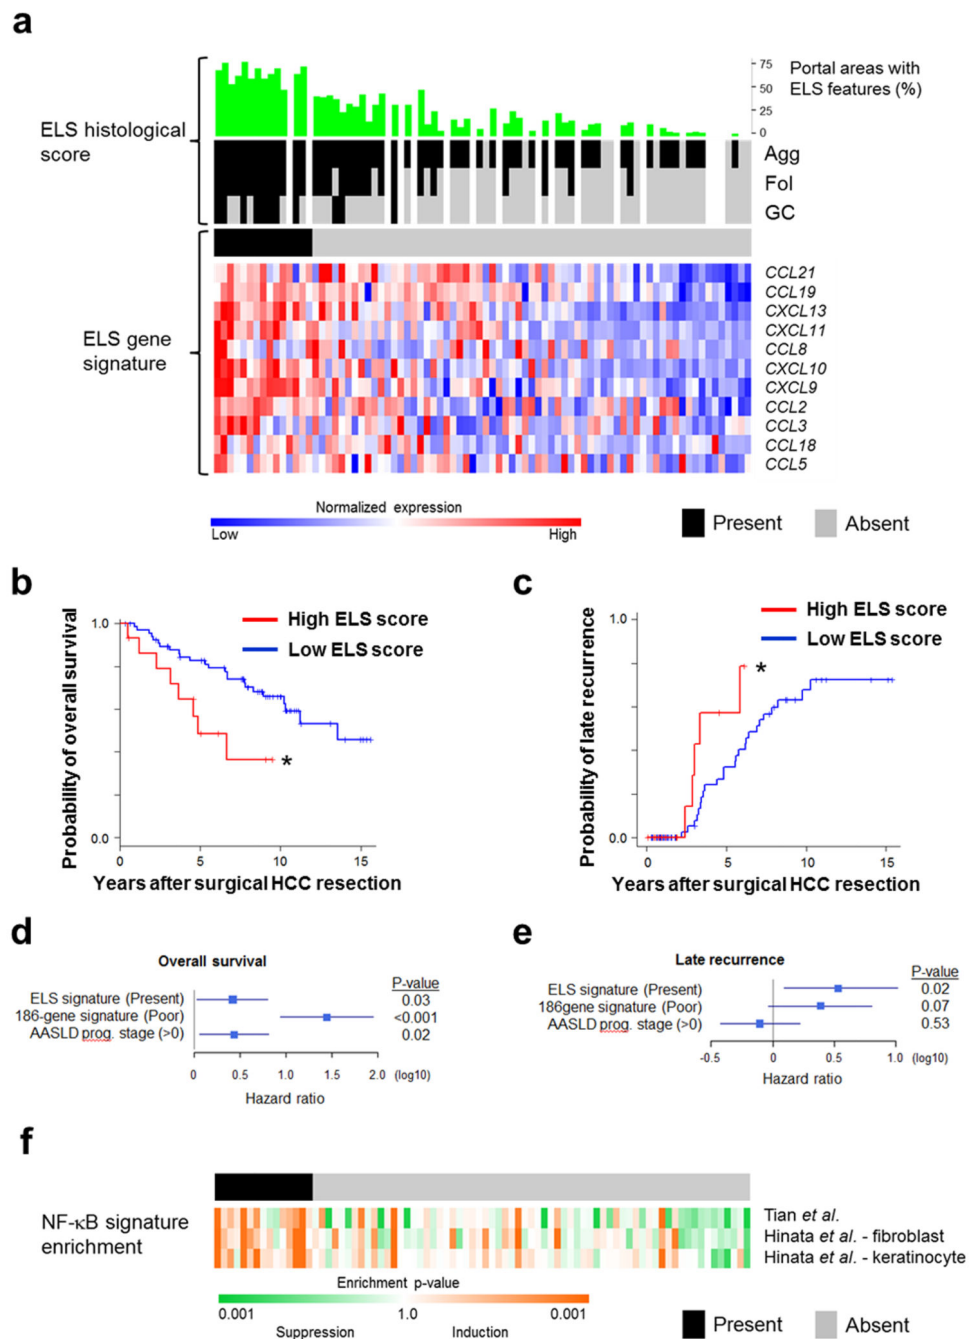 a
ELS histological
score
75
50
25
0
Portal areas with
ELS features (%)
Agg
Fol
GC
ELS gene
signature
CCL21
CCL19
CXCL13
CXCL11
CCL8
CXCL10
CXCL9
CCL2
CCL3
CCL18
CCL5
Normalized expression
Low High
Present Absent
b
Probability of overall survival
1.0
0.0
High ELS score
Low ELS score
*
0 5 10 15
Years after surgical HCC resection
c
Probability of late recurrence
1.0
0.0
High ELS score
Low ELS score
*
0 5 10 15
Years after surgical HCC resection
d
Overall survival
P-value
ELS signature (Present) 0.03
186-gene signature (Poor) <0.001
AASLD prog. stage (>0) 0.02
0 0.5 1.0 1.5 2.0 (log10)
Hazard ratio
e
Late recurrence
P-value
ELS signature (Present) 0.02
186gene signature (Poor) 0.07
AASLD prog. stage (>0) 0.53
-0.5 0 0.5 1.0 (log10)
Hazard ratio
f
NF-κB signature
enrichment
Tian et al.
Hinata et al. - fibroblast
Hinata et al. - keratinocyte
Enrichment p-value
0.001 1.0 0.001
Suppression Induction
Present Absent